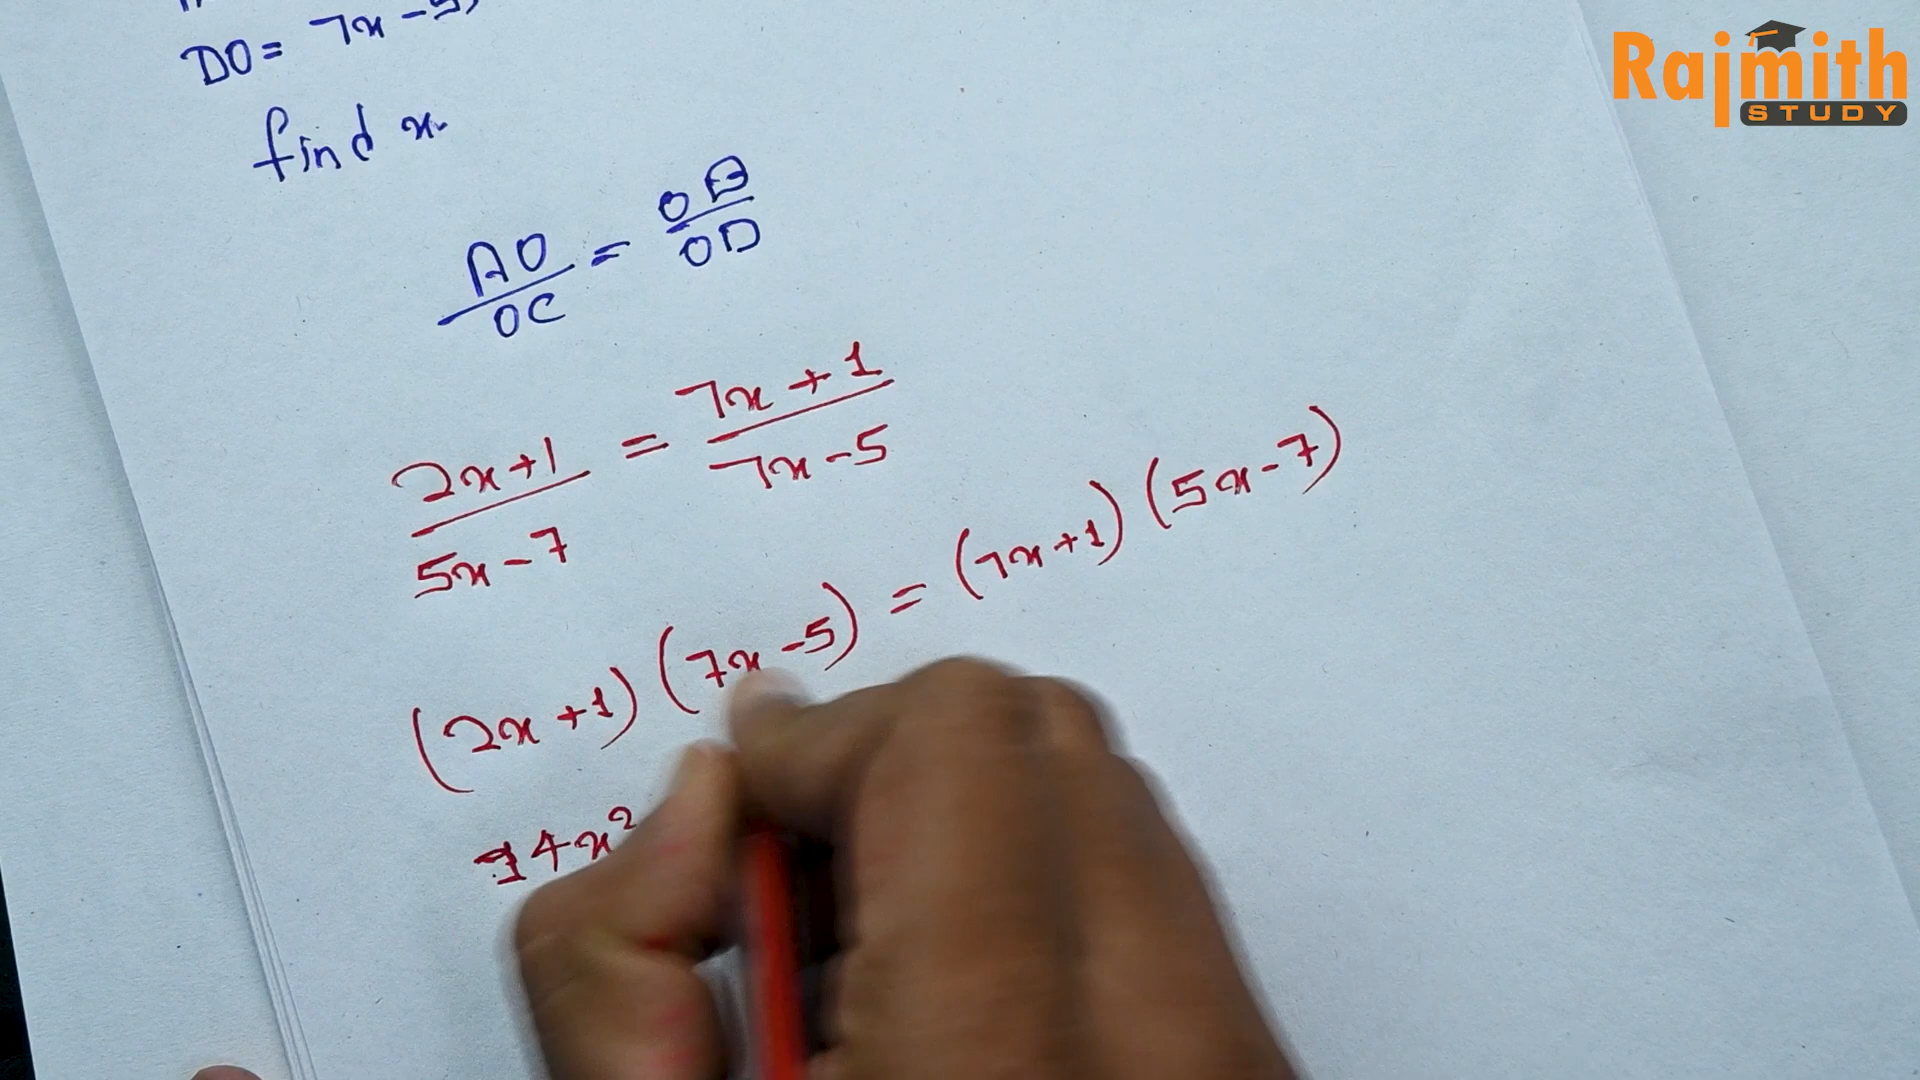 Rajmith
STUDY
DO = 7x - 5,
find x.
AO/OC = OB/OD
2x+1/5x-7 = 7x+1/7x-5
(2x+1)(7x-5) = (7x+1)(5x-7)
14x²